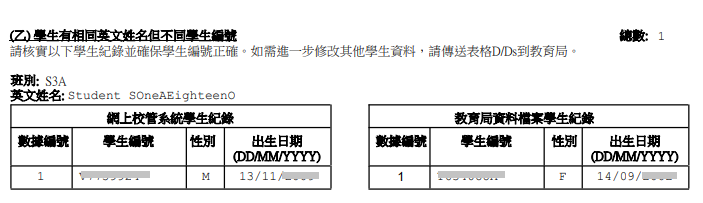 (乙) 學生有相同英文姓名但不同學生編號 總數: 1
請核實以下學生紀錄並確保學生編號正確。如需進一步修改其他學生資料，請傳送表格D/Ds到教育局。
班別: S3A
英文姓名: Student SOneAEighteenO
網上校管系統學生紀錄 教育局資料檔案學生紀錄
數據編號 學生編號 性別 出生日期 數據編號 學生編號 性別 出生日期
(DD/MM/YYYY) (DD/MM/YYYY)
1 M 13/11/ 1 F 14/09/